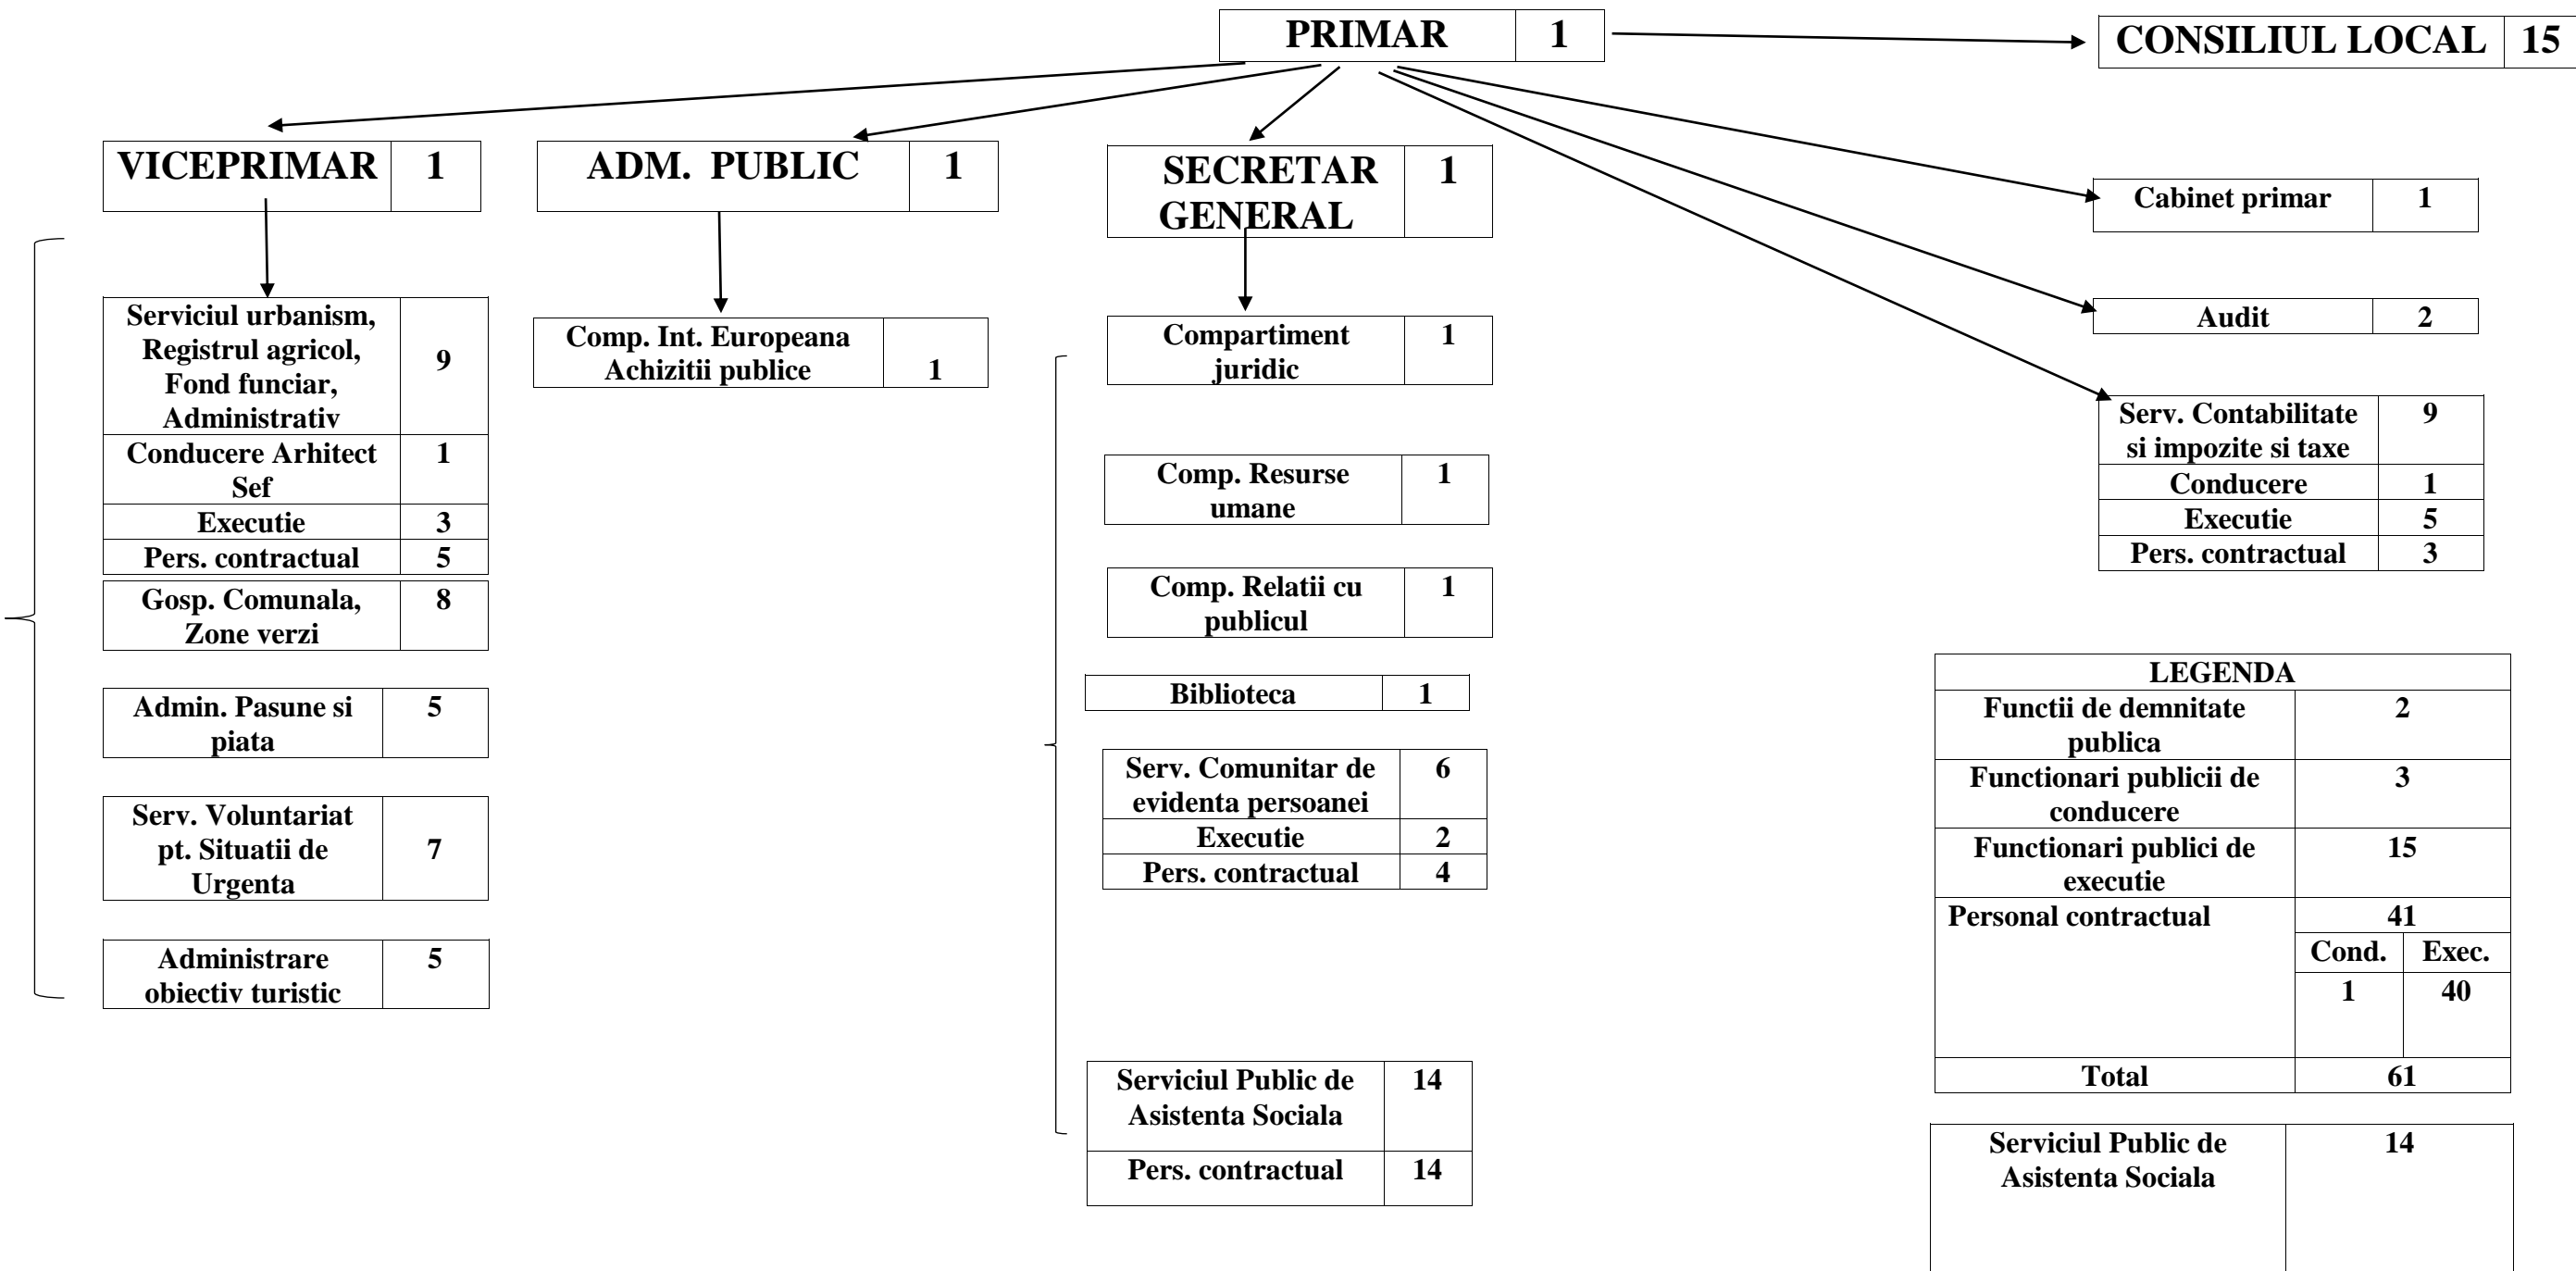 PRIMAR 1
CONSILIUL LOCAL 15
VICEPRIMAR 1
ADM. PUBLIC 1
SECRETAR 1
GENERAL
Cabinet primar 1
Audit 2
Serv. Contabilitate 9
si impozite si taxe
Conducere 1
Executie 5
Pers. contractual 3
Serviciul urbanism,
Registrul agricol,
Fond funciar,
Administrativ
9
Conducere Arhitect 1
Sef
Executie 3
Pers. contractual 5
Gosp. Comunala, 8
Zone verzi
Admin. Pasune si 5
piata
Serv. Voluntariat
pt. Situatii de 7
Urgenta
Administrare 5
obiectiv turistic
Comp. Int. Europeana
Achizitii publice 1
Compartiment 1
juridic
Comp. Resurse 1
umane
Comp. Relatii cu 1
publicul
Biblioteca 1
Serv. Comunitar de 6
evidenta persoanei
Executie 2
Pers. contractual 4
Serviciul Public de 14
Asistenta Sociala
Pers. contractual 14
LEGENDA
Functii de demnitate 2
publica
Functionari publicii de 3
conducere
Functionari publici de 15
executie
Personal contractual 41
Cond. Exec.
1 40
Total 61
Serviciul Public de 14
Asistenta Sociala